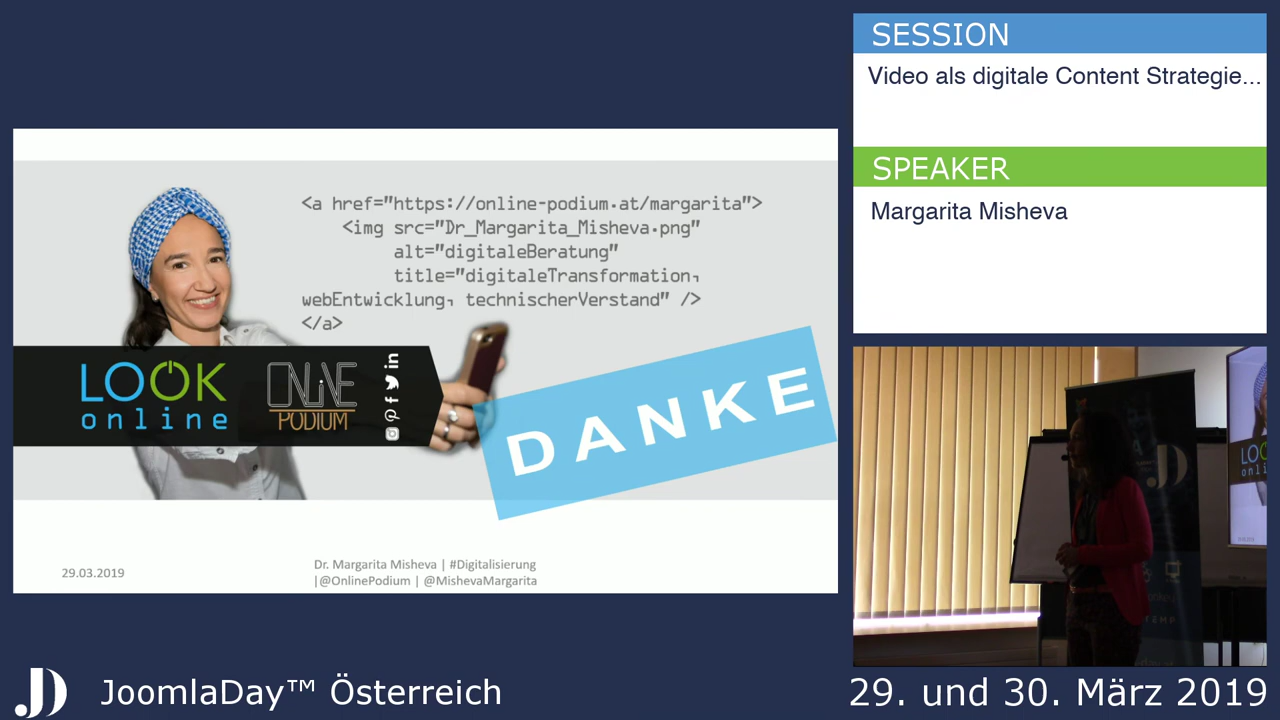 SESSION
Video als digitale Content Strategie...
SPEAKER
Margarita Misheva
<a href="https://online-podium.at/margarita">
<img src="Dr_Margarita_Misheva.png"
alt="digitaleBeratung"
title="digitaleTransformation,
webEntwicklung, technischerVerstand" />
</a>
LOOK
online
ONLiNE
PODIUM
in
DANKE
29.03.2019
Dr. Margarita Misheva | #Digitalisierung
|@OnlinePodium | @MishevaMargarita
JoomlaDay™ Österreich
29. und 30. März 2019